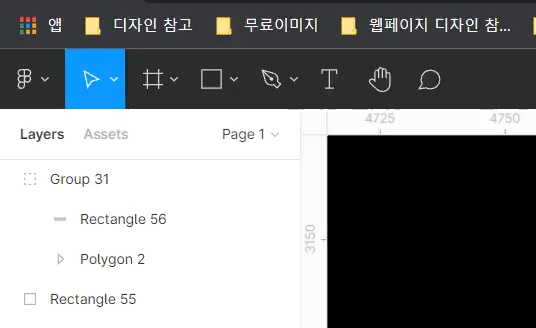 앱 디자인 참고 무료이미지 웹페이지 디자인 참...
T
Layers Assets Page 1
4725 4750
Group 31
Rectangle 56
3150
Polygon 2
Rectangle 55